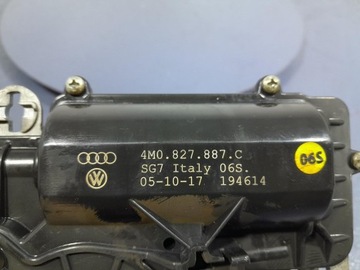 4M0.827.887.C
SG7 Italy 06S.
05-10-17 194614
06S